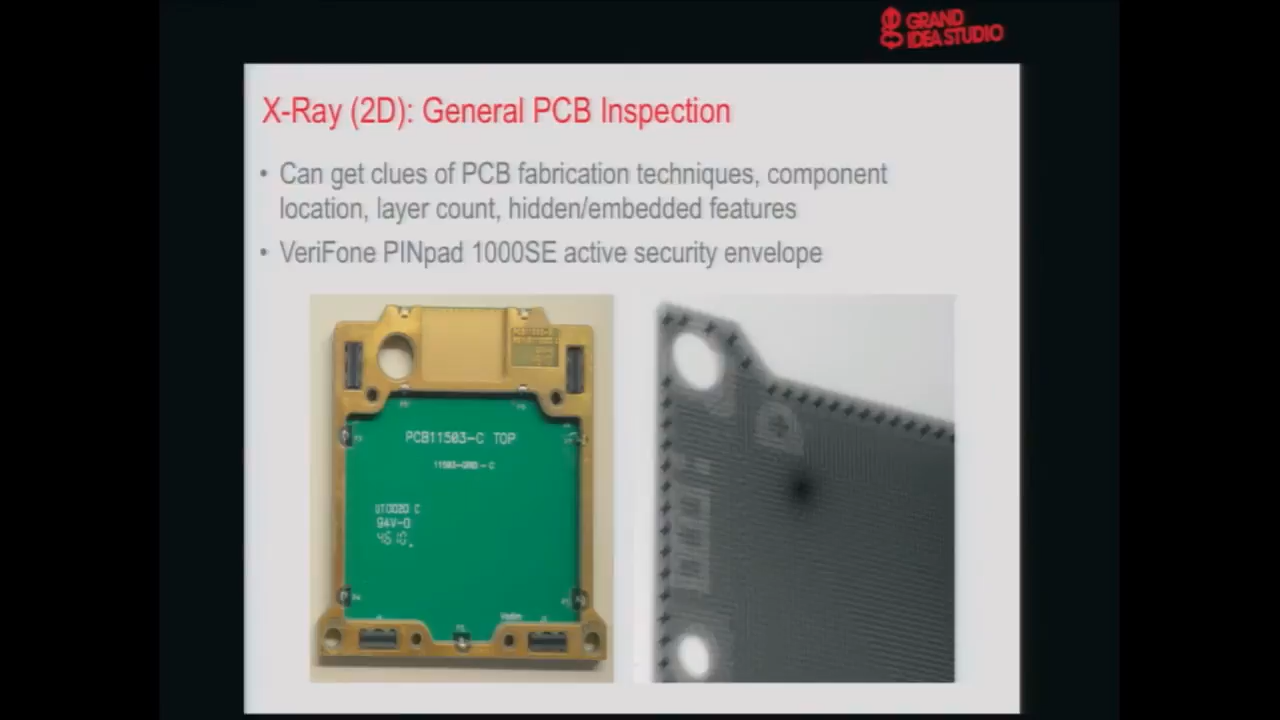 GRAND
IDEA STUDIO
X-Ray (2D): General PCB Inspection
• Can get clues of PCB fabrication techniques, component
location, layer count, hidden/embedded features
• VeriFone PINpad 1000SE active security envelope
PCB11503-C TOP
94V-0